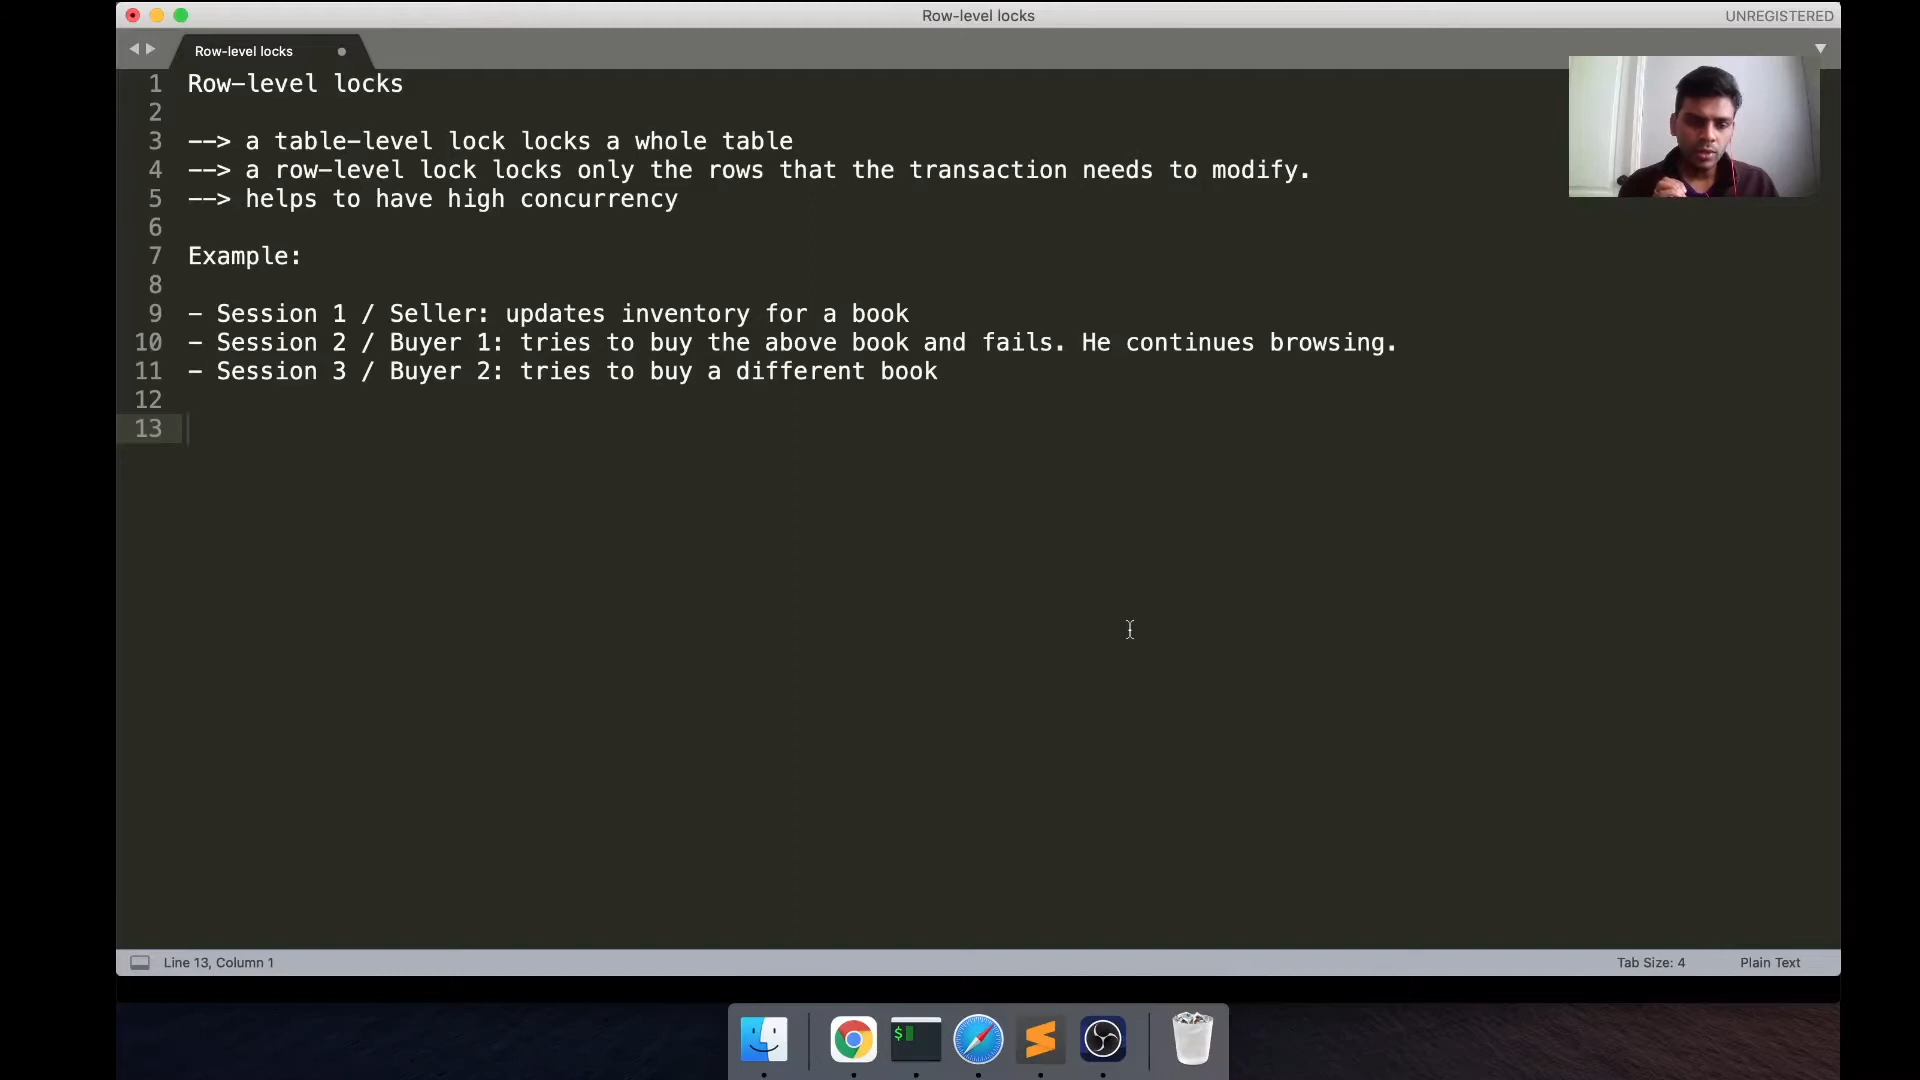 Row-level locks
UNREGISTERED
Row-level locks
1 Row-level locks
2
3 --> a table-level lock locks a whole table
4 --> a row-level lock locks only the rows that the transaction needs to modify.
5 --> helps to have high concurrency
6
7 Example:
8
9 - Session 1 / Seller: updates inventory for a book
10 - Session 2 / Buyer 1: tries to buy the above book and fails. He continues browsing.
11 - Session 3 / Buyer 2: tries to buy a different book
12
13
Line 13, Column 1
Tab Size: 4
Plain Text
$